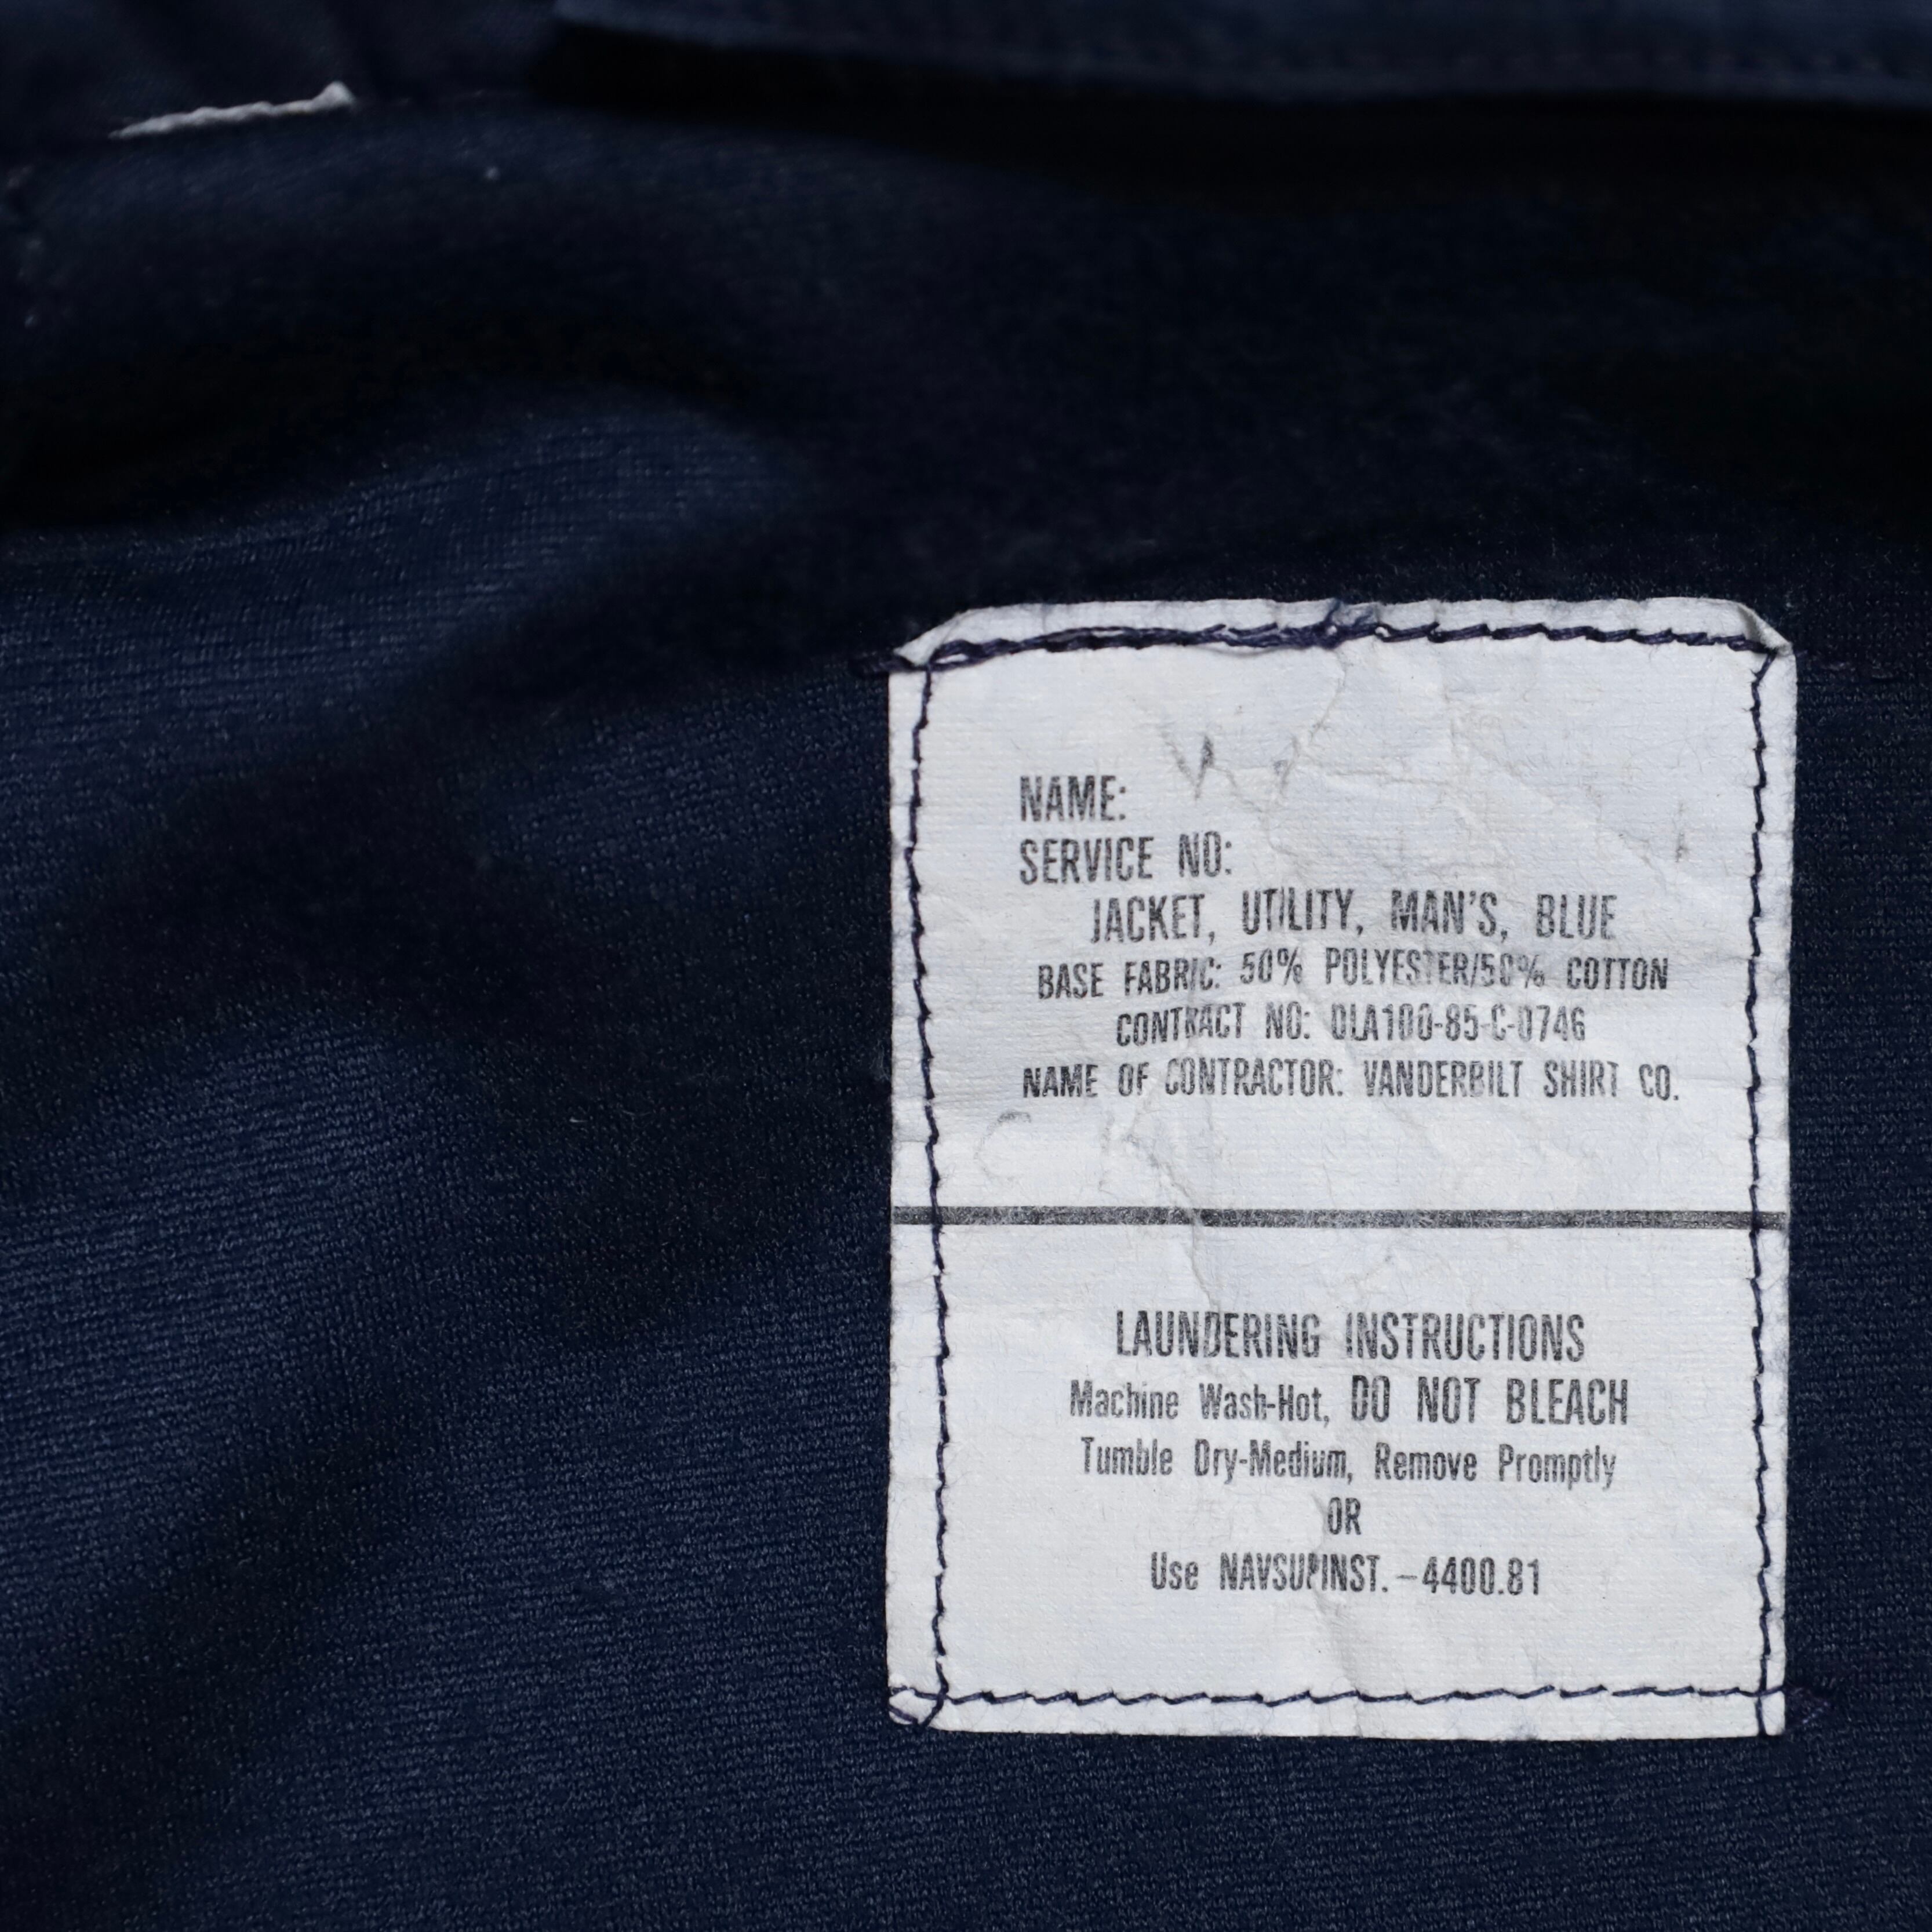 NAME:
SERVICE NO:
JACKET, UTILITY, MAN'S, BLUE
BASE FABRIC: 50% POLYESTER/50% COTTON
CONTRACT NO: DLA100-85-C-0746
NAME OF CONTRACTOR: VANDERBILT SHIRT CO.
LAUNDERING INSTRUCTIONS
Machine Wash-Hot, DO NOT BLEACH
Tumble Dry-Medium, Remove Promptly
OR
Use NAVSUPINST. -4400.81